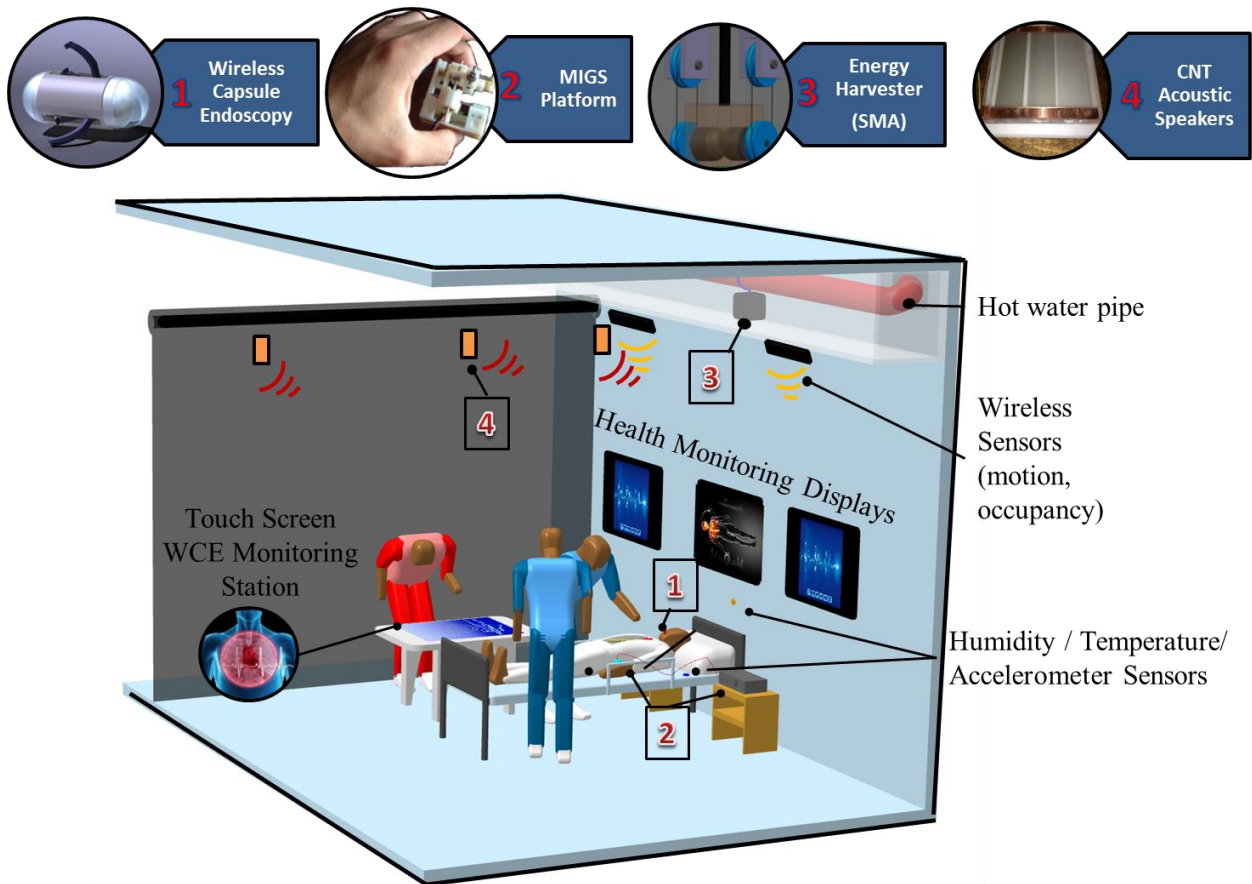 1
Wireless
Capsule
Endoscopy
2
MIGS
Platform
3
Energy
Harvester
(SMA)
4
CNT
Acoustic
Speakers
Hot water pipe
3
4
Wireless
Sensors
(motion,
occupancy)
Health Monitoring Displays
Touch Screen
WCE Monitoring
Station
1
Humidity / Temperature/
Accelerometer Sensors
2